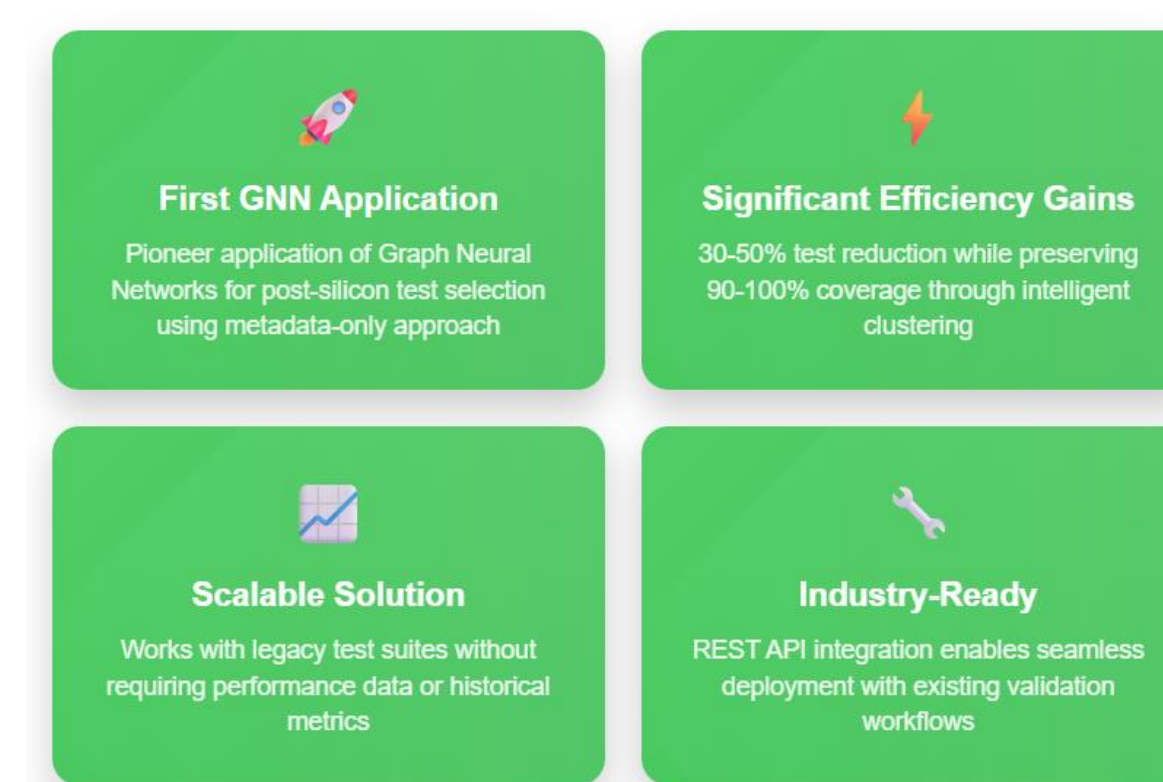 First GNN Application
Pioneer application of Graph Neural
Networks for post-silicon test selection
using metadata-only approach
Significant Efficiency Gains
30-50% test reduction while preserving
90-100% coverage through intelligent
clustering
Scalable Solution
Works with legacy test suites without
requiring performance data or historical
metrics
Industry-Ready
REST API integration enables seamless
deployment with existing validation
workflows